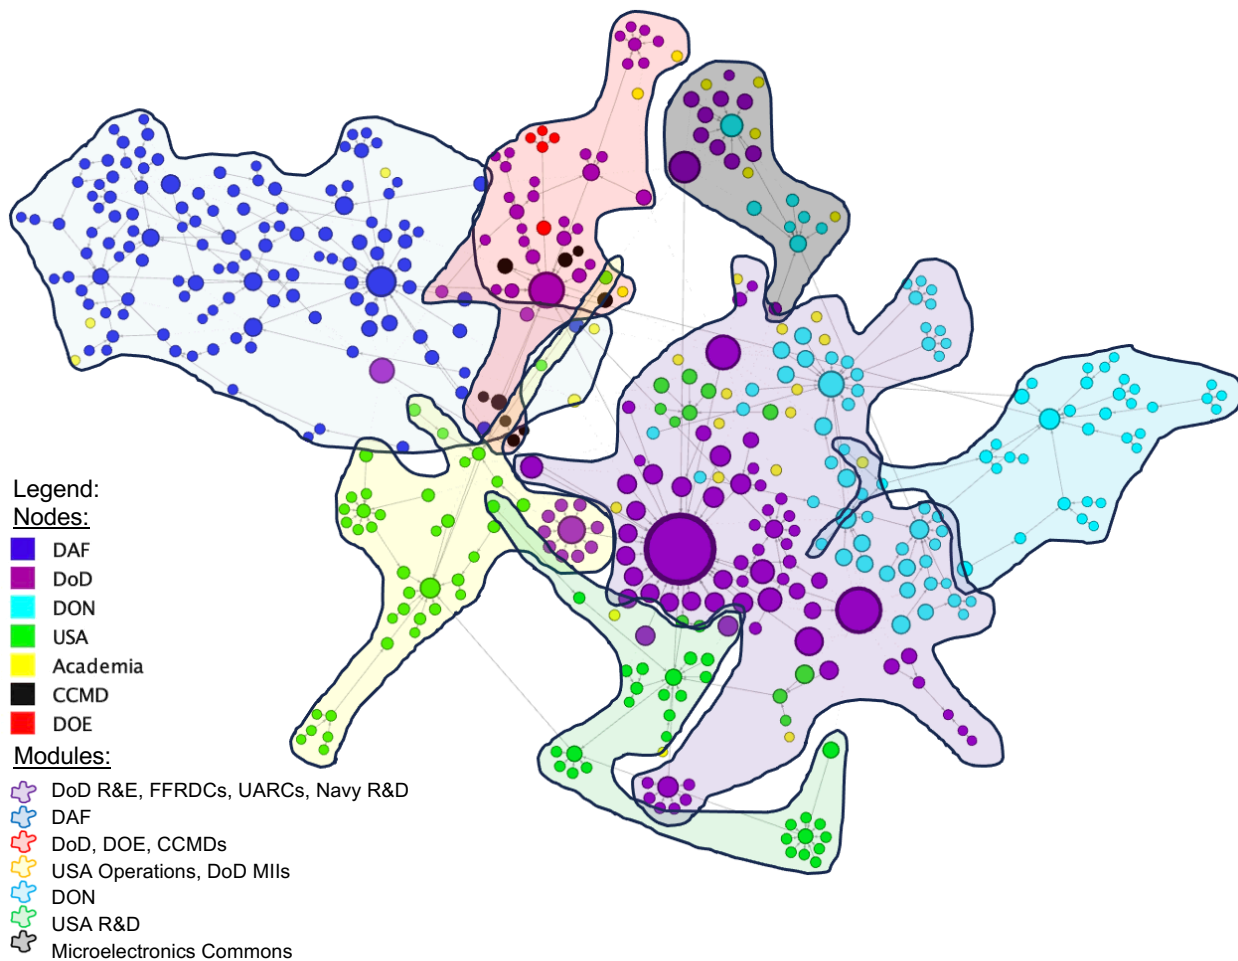 Legend:
Nodes:
DAF
DoD
DON
USA
Academia
CCMD
DOE
Modules:
DoD R&E, FFRDCs, UARCs, Navy R&D
DAF
DoD, DOE, CCMDs
USA Operations, DoD MIIs
DON
USA R&D
Microelectronics Commons